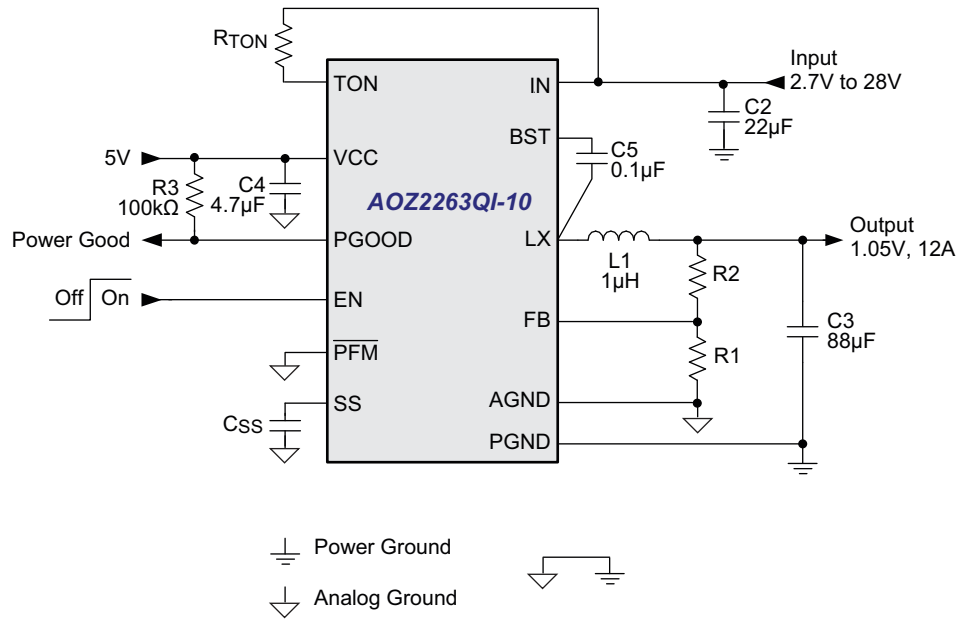 RTON
Input
2.7V to 28V
TON
IN
C2
22µF
BST
C5
0.1µF
5V
VCC
R3
100kΩ
C4
4.7µF
AOZ2263QI-10
Power Good
PGOOD
LX
L1
1µH
Output
1.05V, 12A
R2
Off On
EN
FB
C3
88µF
PFM
R1
SS
CSS
AGND
PGND
Power Ground
Analog Ground